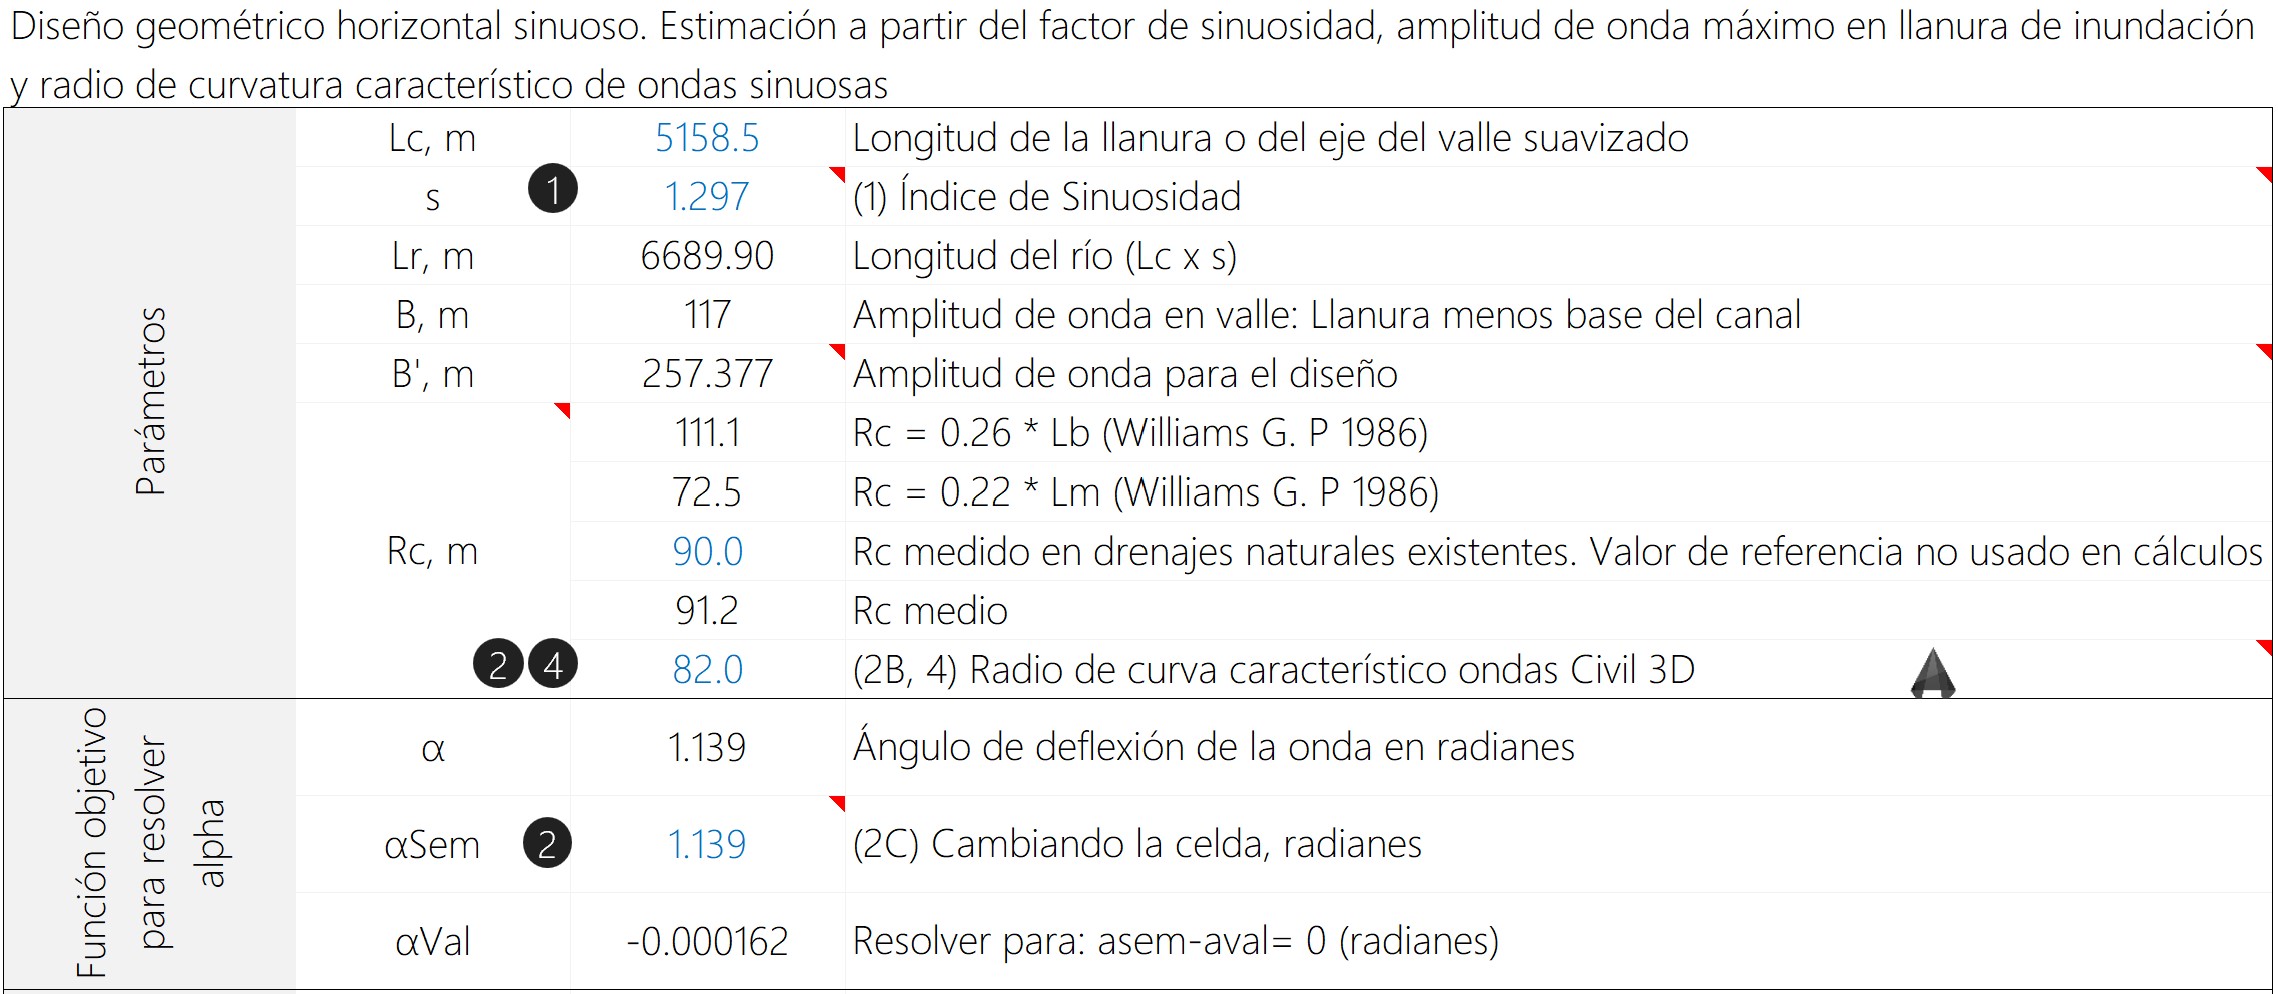 Diseño geométrico horizontal sinuoso. Estimación a partir del factor de sinuosidad, amplitud de onda máximo en llanura de inundación
y radio de curvatura característico de ondas sinuosas
Parámetros
Lc, m 5158.5 Longitud de la llanura o del eje del valle suavizado
s 1 1.297 (1) Índice de Sinuosidad
Lr, m 6689.90 Longitud del río (Lc x s)
B, m 117 Amplitud de onda en valle: Llanura menos base del canal
B', m 257.377 Amplitud de onda para el diseño
111.1 Rc = 0.26 * Lb (Williams G. P 1986)
72.5 Rc = 0.22 * Lm (Williams G. P 1986)
Rc, m 90.0 Rc medido en drenajes naturales existentes. Valor de referencia no usado en cálculos
91.2 Rc medio
2 4 82.0 (2B, 4) Radio de curva característico ondas Civil 3D
Función objetivo
para resolver
alpha
α 1.139 Ángulo de deflexión de la onda en radianes
αSem 2 1.139 (2C) Cambiando la celda, radianes
αVal -0.000162 Resolver para: asem-aval= 0 (radianes)